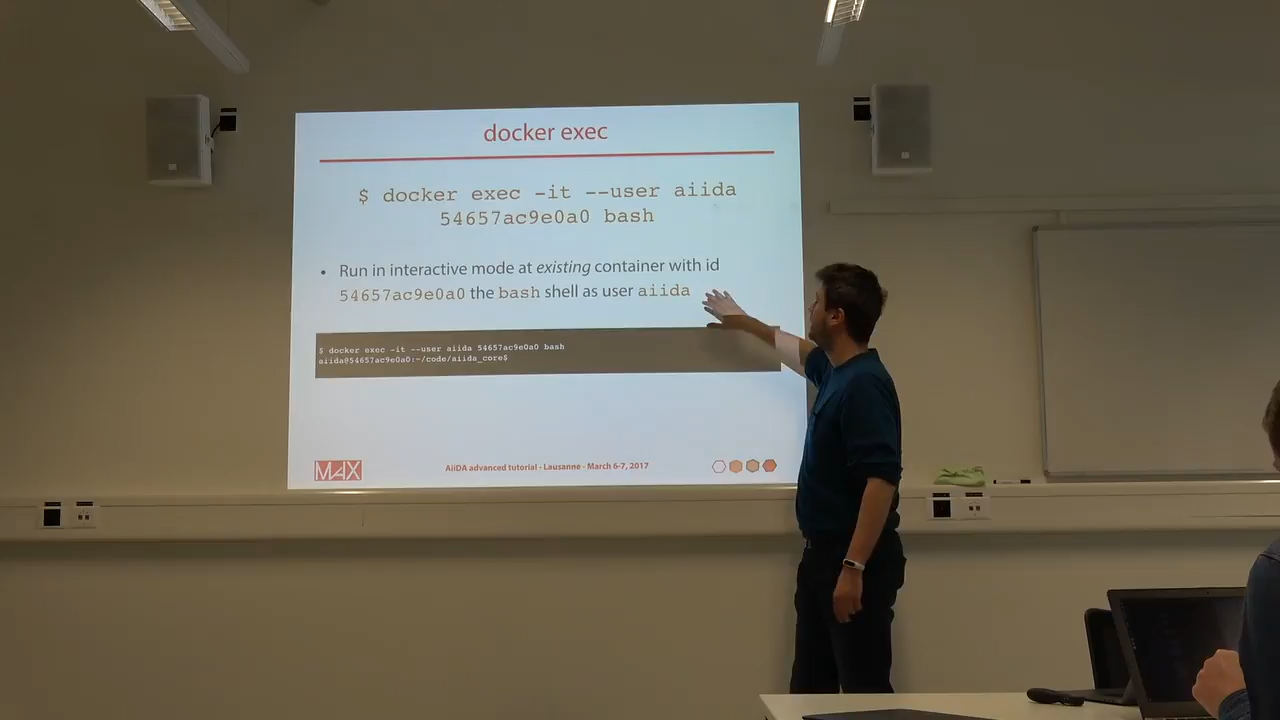 docker exec
$ docker exec -it --user aiida
54657ac9e0a0 bash
• Run in interactive mode at existing container with id
54657ac9e0a0 the bash shell as user aiida
$ docker exec -it --user aiida 54657ac9e0a0 bash
aiida@54657ac9e0a0:~/code/aiida_core$
MAX
AiiDA advanced tutorial - Lausanne - March 6-7, 2017